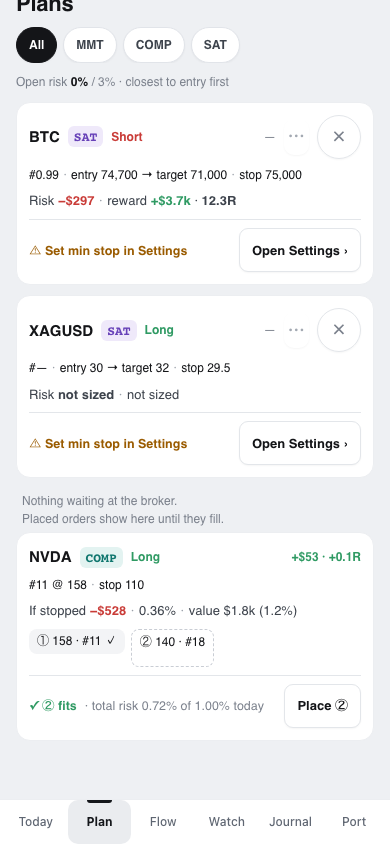 Plans
All MMT COMP SAT
Open risk 0% / 3% · closest to entry first
BTC SAT Short – ··· ✕
#0.99 · entry 74,700 → target 71,000 · stop 75,000
Risk −$297 · reward +$3.7k · 12.3R
⚠ Set min stop in Settings Open Settings ›
XAGUSD SAT Long – ··· ✕
#— · entry 30 → target 32 · stop 29.5
Risk not sized · not sized
⚠ Set min stop in Settings Open Settings ›
Nothing waiting at the broker.
Placed orders show here until they fill.
NVDA COMP Long +$53 · +0.1R
#11 @ 158 · stop 110
If stopped −$528 · 0.36% · value $1.8k (1.2%)
① 158 · #11 ✓ ② 140 · #18
✓② fits · total risk 0.72% of 1.00% today Place ②
Today Plan Flow Watch Journal Port